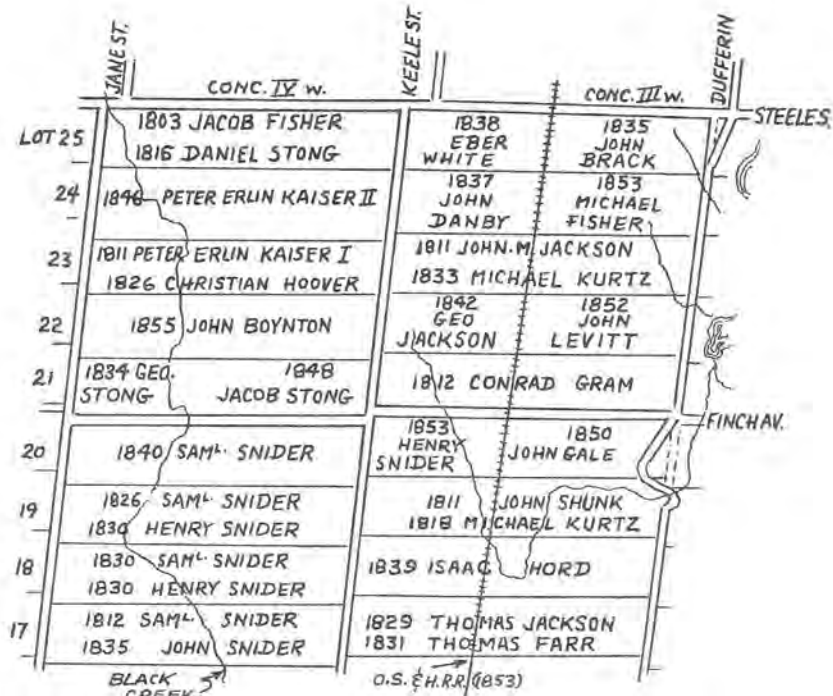 JANE ST.
KEELE ST.
DUFFERIN
CONC. IV W.
CONC. III W.
STEELES
LOT 25
1803 JACOB FISHER
1816 DANIEL STONG
1838
EBER
WHITE
1835
JOHN
BRACK
24
1848 PETER ERLIN KAISER II
1837
JOHN
DANBY
1853
MICHAEL
FISHER
23
1811 PETER ERLIN KAISER I
1826 CHRISTIAN HOOVER
1811 JOHN. M. JACKSON
1833 MICHAEL KURTZ
22
1855 JOHN BOYNTON
1842
GEO
JACKSON
1852
JOHN
LEVITT
21
1834 GEO.
STONG
1848
JACOB STONG
1812 CONRAD GRAM
FINCH AV.
20
1840 SAML. SNIDER
1853
HENRY
SNIDER
1850
JOHN GALE
19
1826 SAML. SNIDER
1830 HENRY SNIDER
1811 JOHN SHUNK
1818 MICHAEL KURTZ
18
1830 SAML. SNIDER
1830 HENRY SNIDER
1839 ISAAC HORD
17
1812 SAML. SNIDER
1835 JOHN SNIDER
1829 THOMAS JACKSON
1831 THOMAS FARR
BLACK
CREEK
O.S. & H.R.R. (1853)